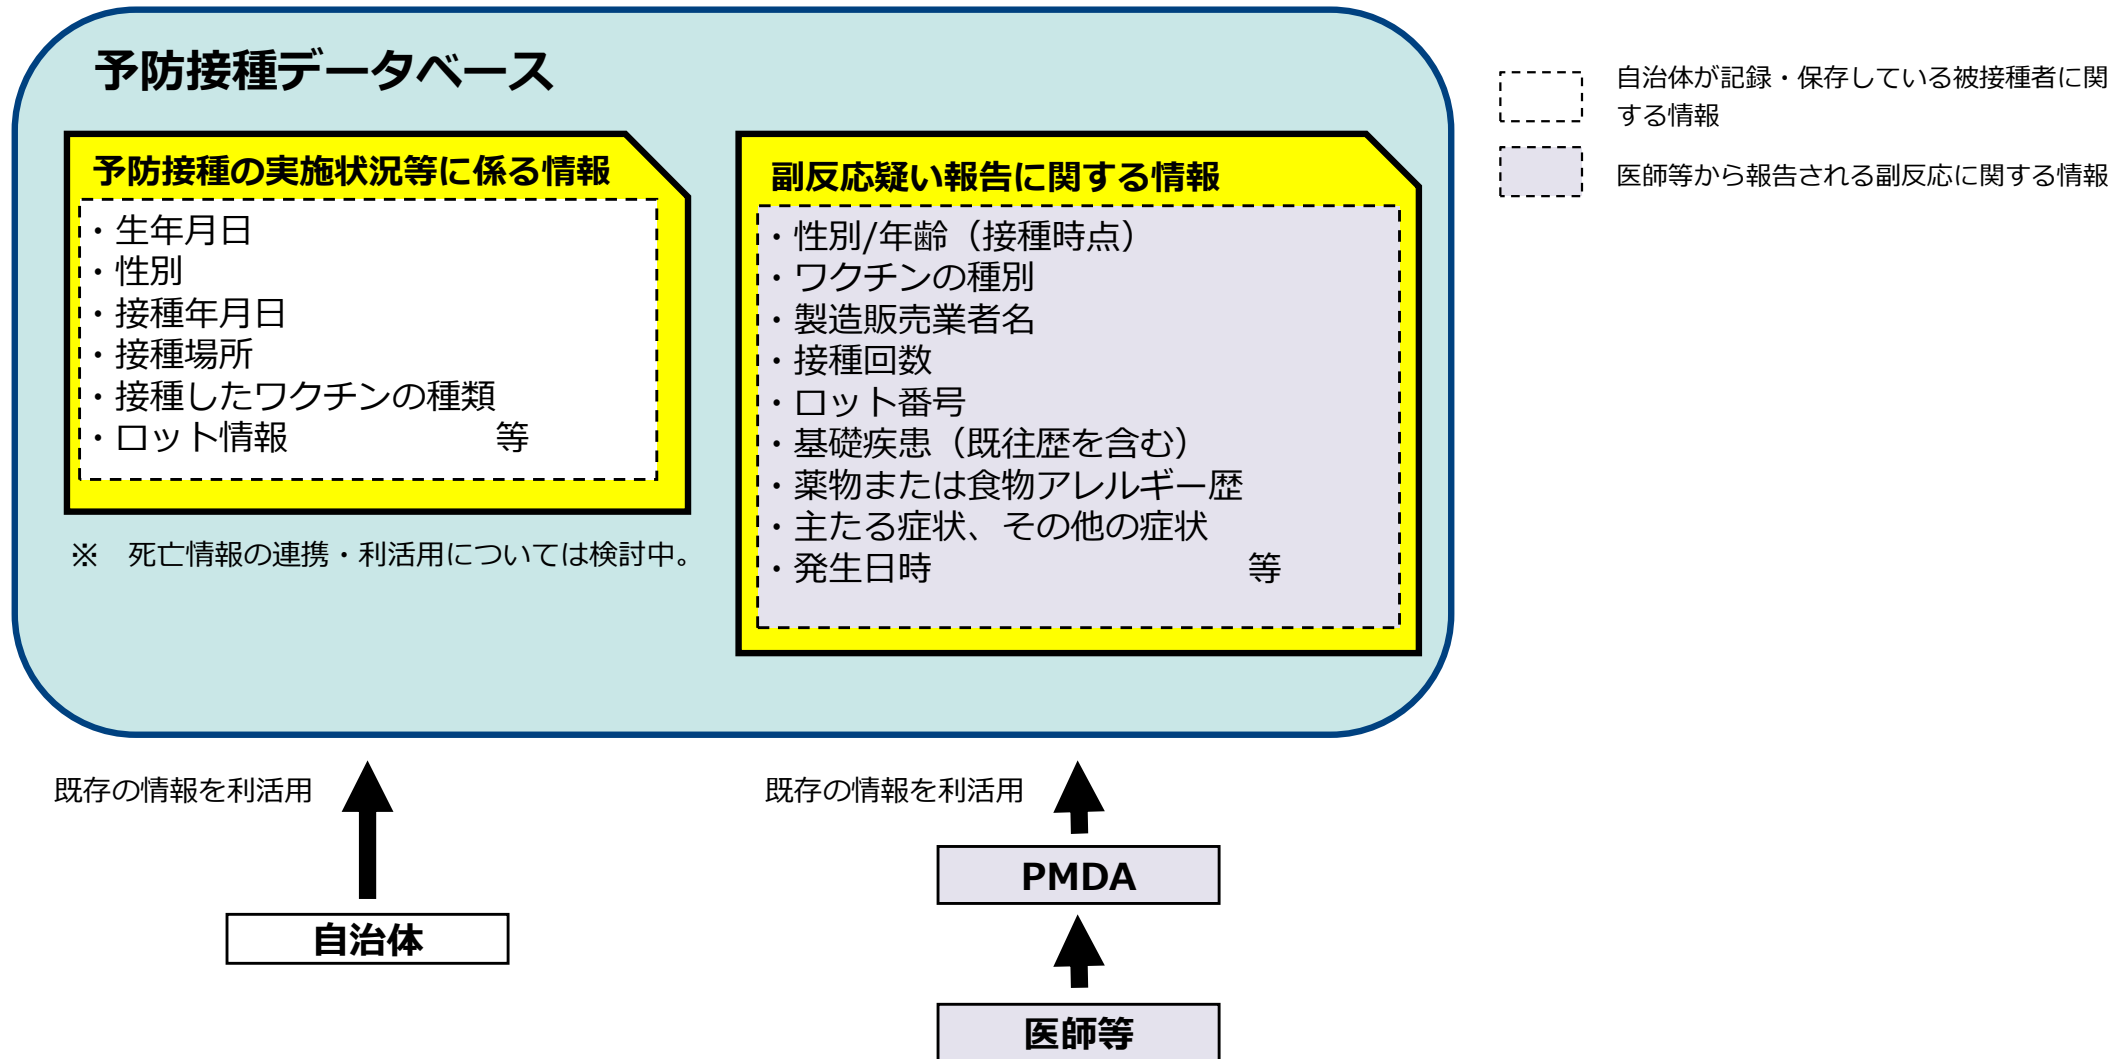 予防接種データベース
予防接種の実施状況等に係る情報
・生年月日
・性別
・接種年月日
・接種場所
・接種したワクチンの種類
・ロット情報　　　　　　等
※　死亡情報の連携・利活用については検討中。
副反応疑い報告に関する情報
・性別/年齢（接種時点）
・ワクチンの種別
・製造販売業者名
・接種回数
・ロット番号
・基礎疾患（既往歴を含む）
・薬物または食物アレルギー歴
・主たる症状、その他の症状
・発生日時　　　　　　　　　等
自治体が記録・保存している被接種者に関
する情報
医師等から報告される副反応に関する情報
既存の情報を利活用
自治体
既存の情報を利活用
PMDA
医師等